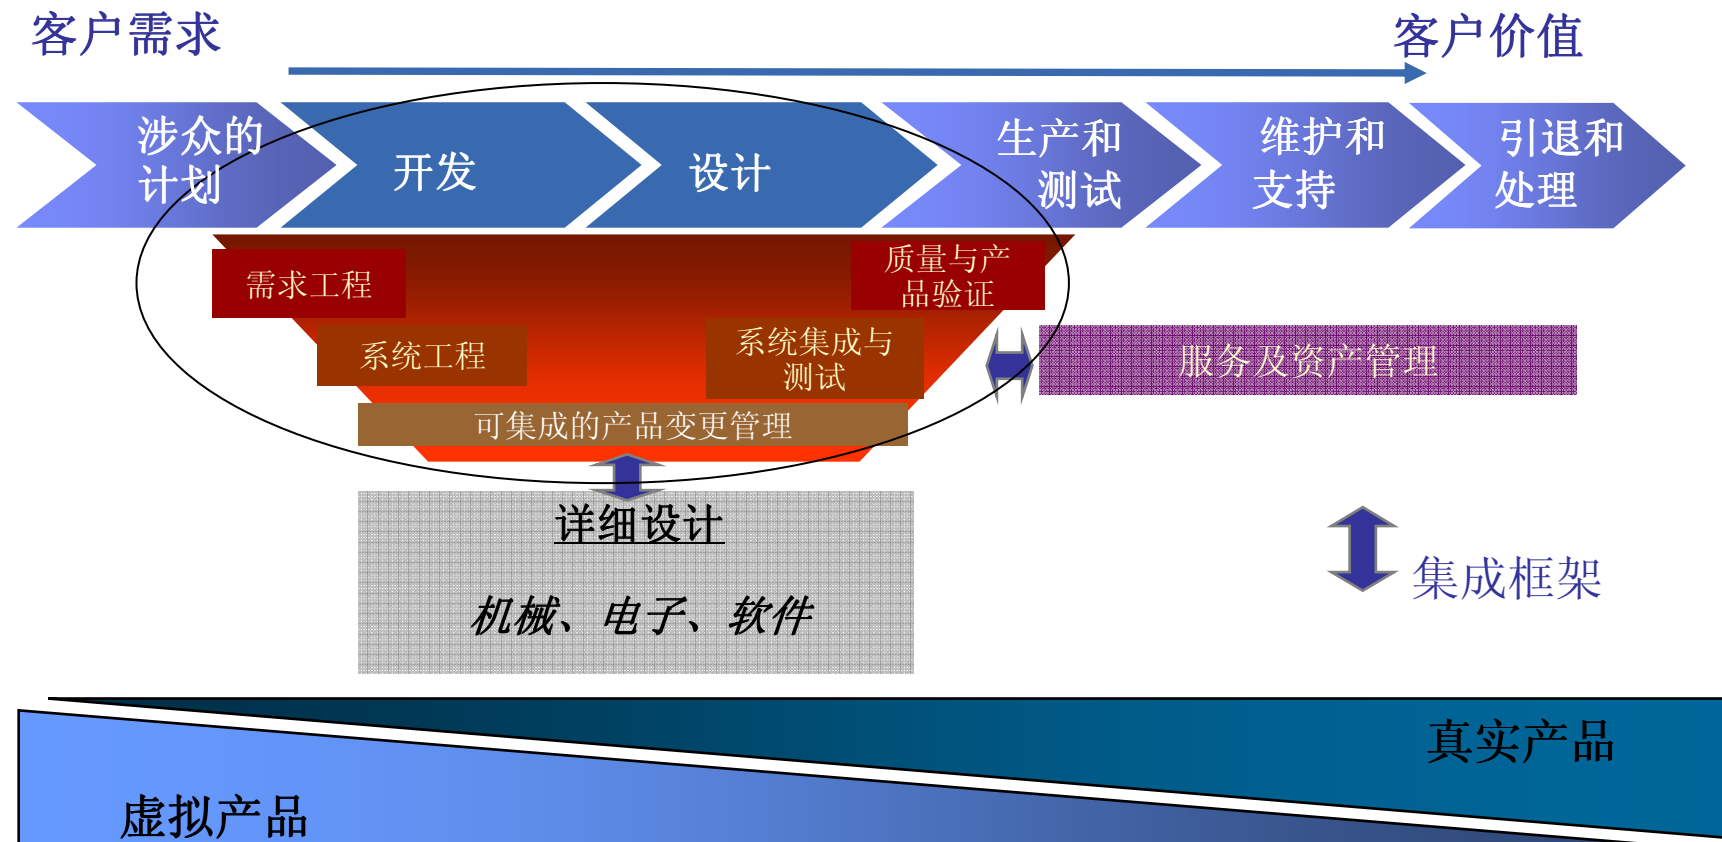 客户需求
客户价值
涉众的
计划
开发
设计
生产和
测试
维护和
支持
引退和
处理
需求工程
质量与产
品验证
系统工程
系统集成与
测试
服务及资产管理
可集成的产品变更管理
详细设计
机械、电子、软件
集成框架
真实产品
虚拟产品